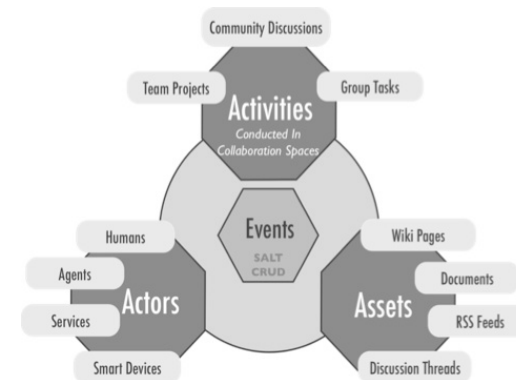 Community Discussions
Team Projects
Group Tasks
Activities
Conducted In
Collaboration Spaces
Events
SALT
CRUD
Humans
Agents
Services
Smart Devices
Actors
Wiki Pages
Documents
RSS Feeds
Discussion Threads
Assets